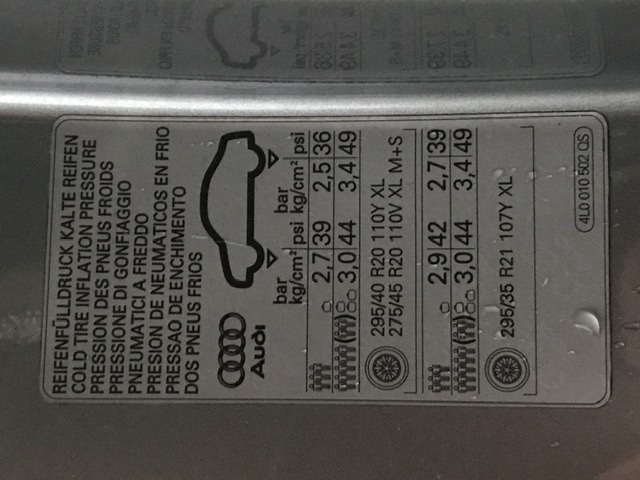 REIFENFÜLLDRUCK KALTE REIFEN
COLD TIRE INFLATION PRESSURE
PRESSION DES PNEUS FROIDS
PRESSIONE DI GONFIAGGIO
PNEUMATICI A FREDDO
PRESION DE NEUMATICOS EN FRIO
PRESSAO DE ENCHIMENTO
DOS PNEUS FRIOS
Audi
bar bar
kg/cm² psi kg/cm² psi
2,7 39 2,5 36
3,0 44 3,4 49
295/40 R20 110Y XL
275/45 R20 110V XL M+S
2,9 42 2,7 39
3,0 44 3,4 49
295/35 R21 107Y XL
4L0 010 502 QS